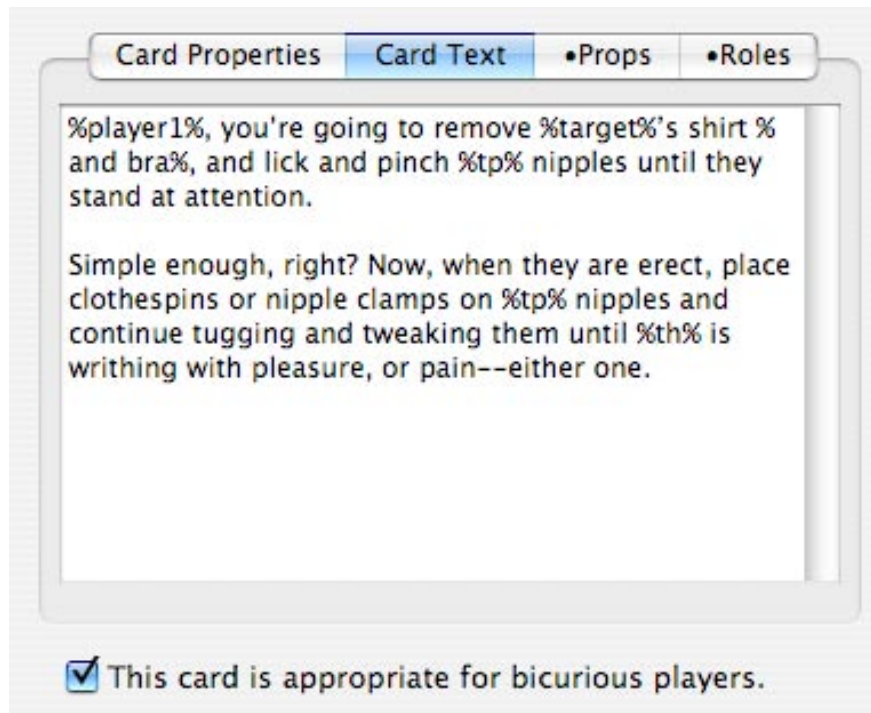 Card Properties Card Text •Props •Roles
%player1%, you're going to remove %target%'s shirt %
and bra%, and lick and pinch %tp% nipples until they
stand at attention.
Simple enough, right? Now, when they are erect, place
clothespins or nipple clamps on %tp% nipples and
continue tugging and tweaking them until %th% is
writhing with pleasure, or pain--either one.
This card is appropriate for bicurious players.